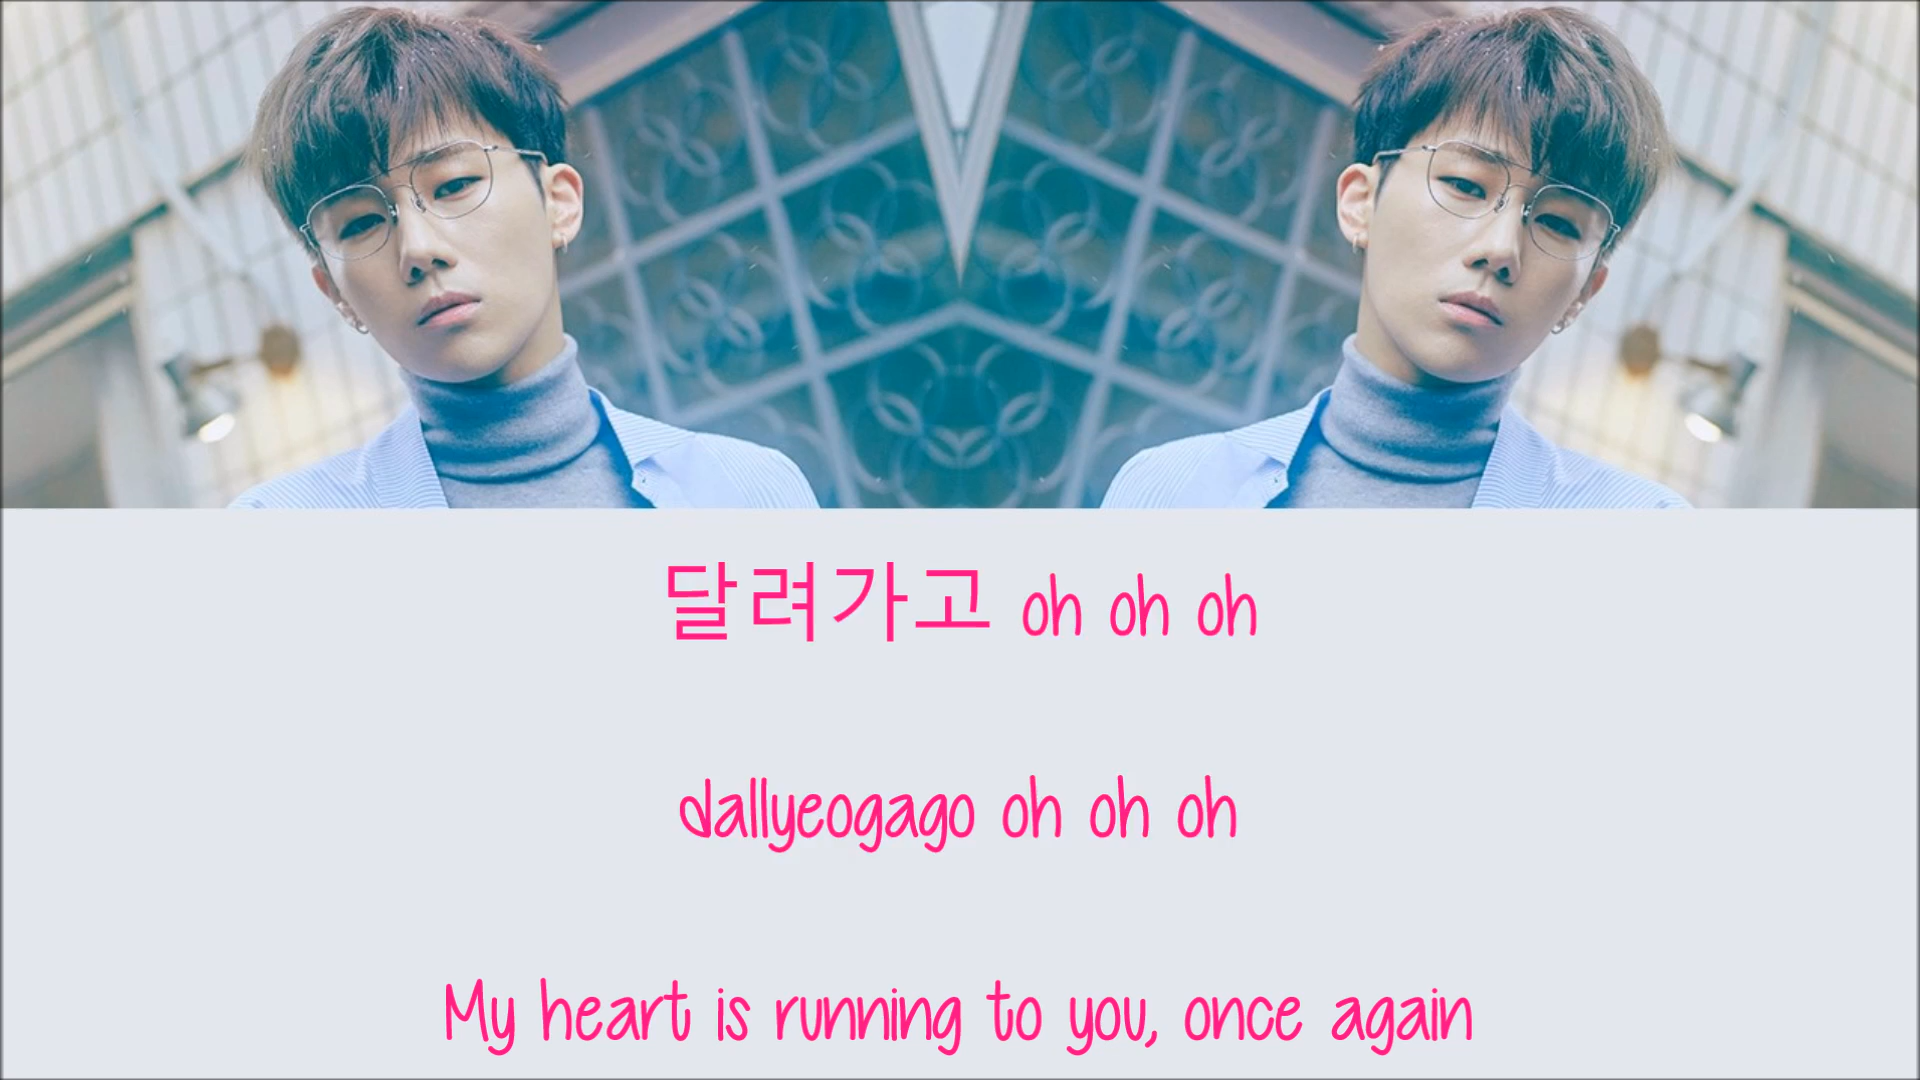 달려가고 oh oh oh
dallyeogago oh oh oh
My heart is running to you, once again